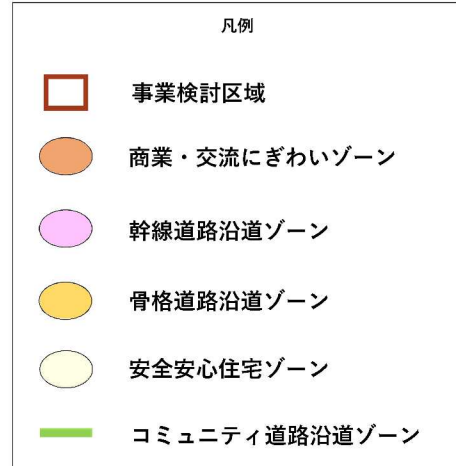 凡例
事業検討区域
商業・交流にぎわいゾーン
幹線道路沿道ゾーン
骨格道路沿道ゾーン
安全安心住宅ゾーン
コミュニティ道路沿道ゾーン